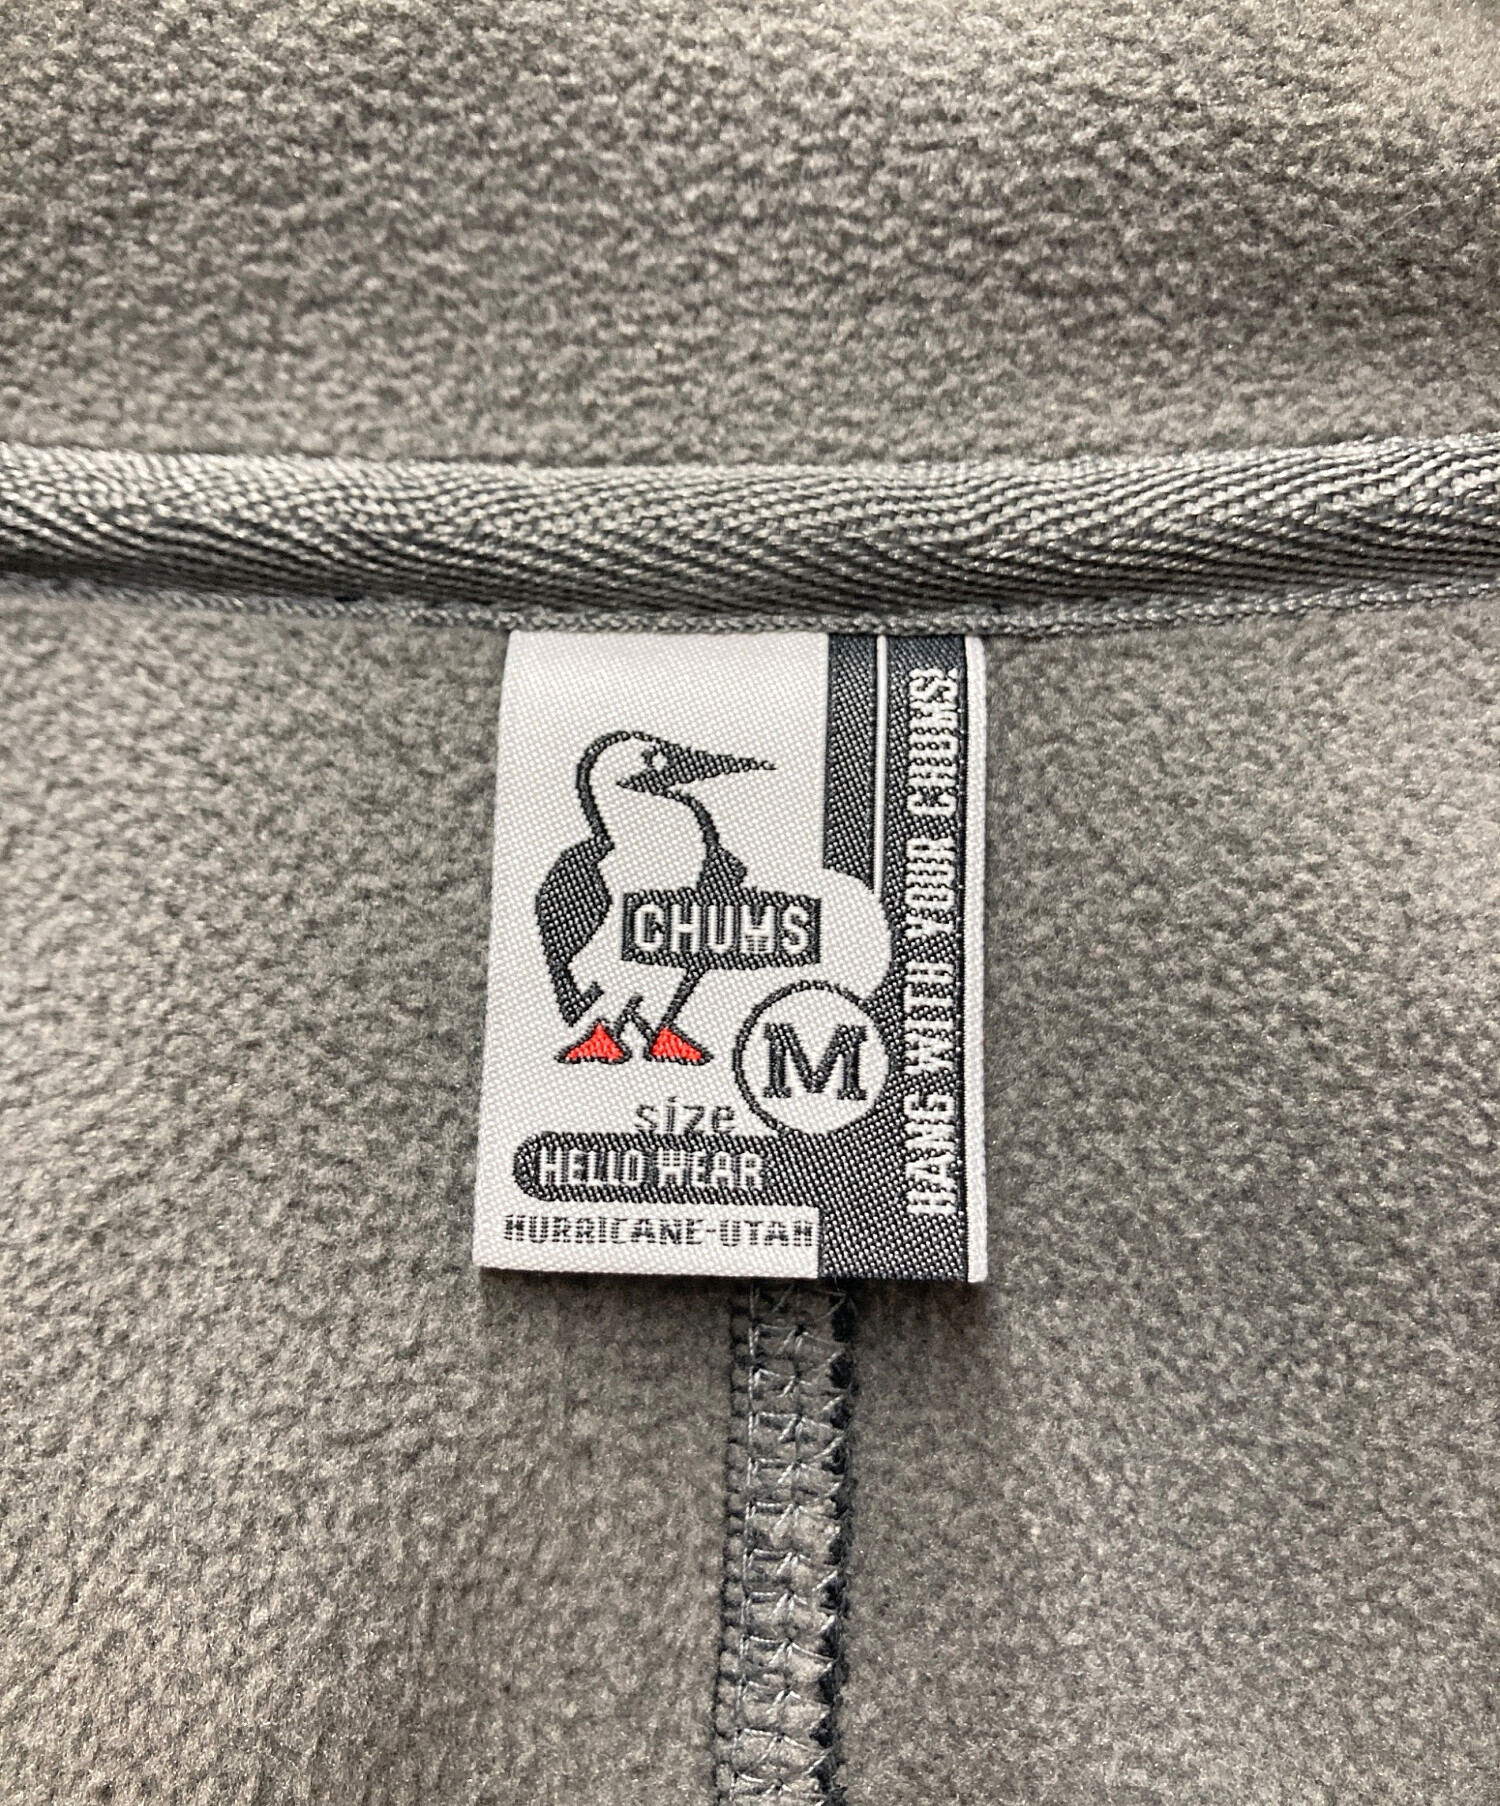 CHUMS
M
size
HELLO WEAR
HURRICANE-UTAH
HANG WITH YOUR CHUMS!